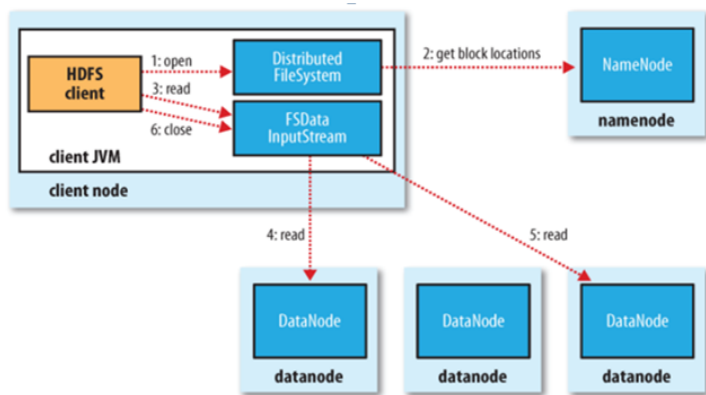 HDFS
client
1: open
3: read
6: close
Distributed
FileSystem
FSData
InputStream
2: get block locations
NameNode
namenode
client JVM
client node
4: read
5: read
DataNode
DataNode
DataNode
datanode
datanode
datanode